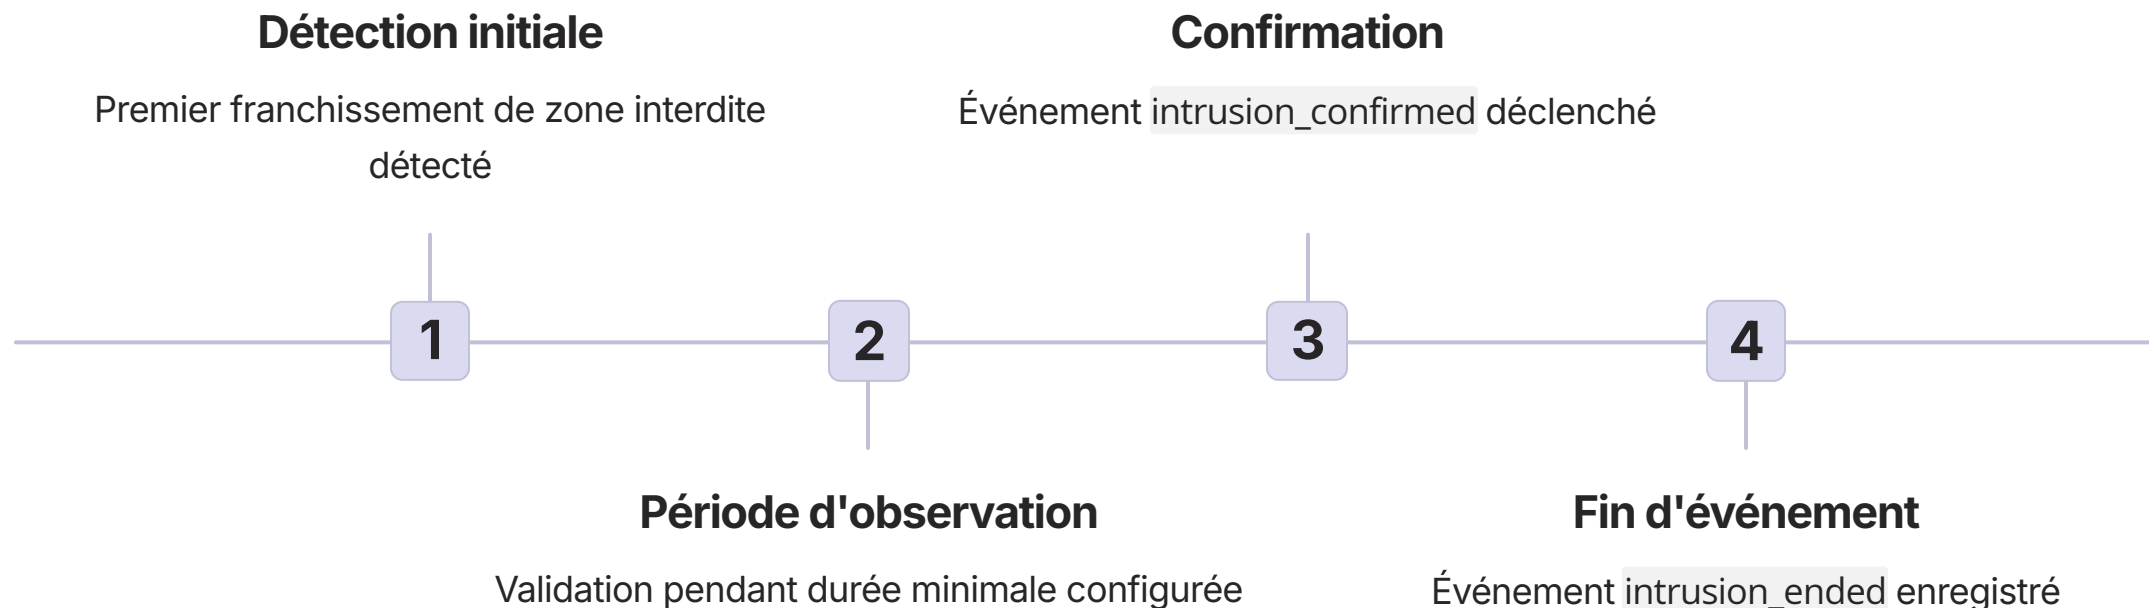 Détection initiale
Premier franchissement de zone interdite
détecté
1
Période d'observation
Validation pendant durée minimale configurée
2
Confirmation
Événement intrusion_confirmed déclenché
3
Fin d'événement
Événement intrusion_ended enregistré
4